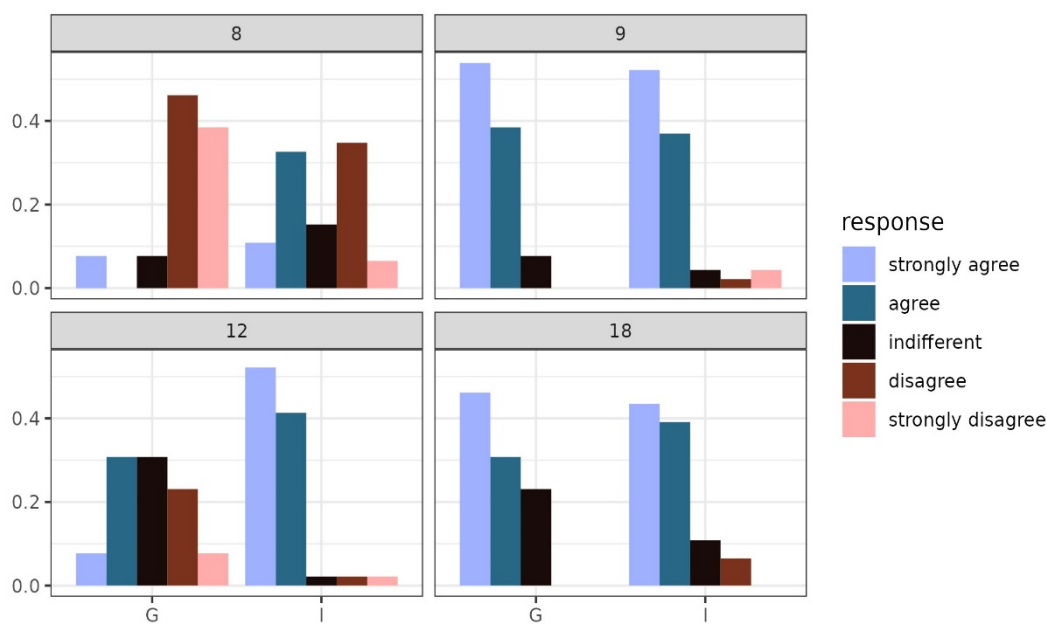 8
9
0.4
0.2
0.0
12
18
0.4
0.2
0.0
G
I
G
I
response
strongly agree
agree
indifferent
disagree
strongly disagree